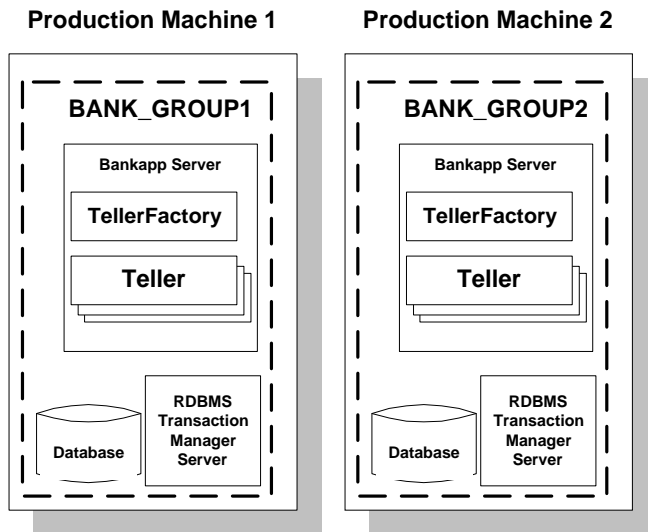 Production Machine 1
BANK_GROUP1
Bankapp Server
TellerFactory
Teller
Database
RDBMS
Transaction
Manager
Server
Production Machine 2
BANK_GROUP2
Bankapp Server
TellerFactory
Teller
Database
RDBMS
Transaction
Manager
Server